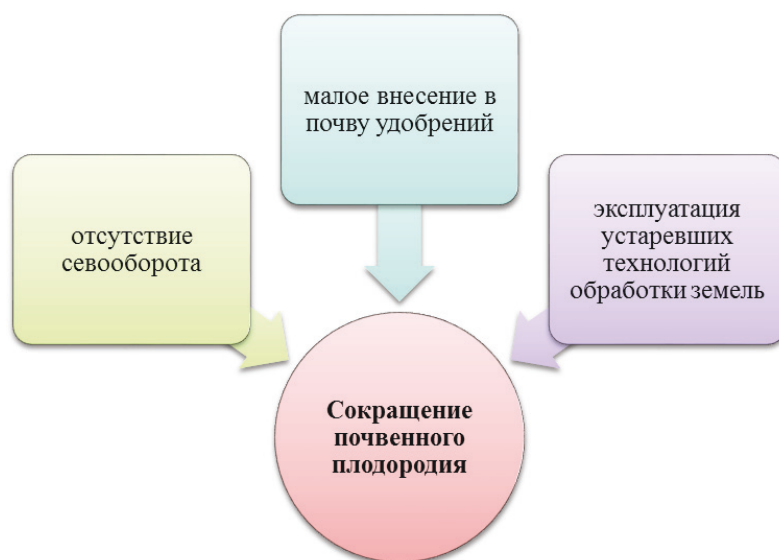 малое внесение в
почву удобрений
отсутствие
севооборота
эксплуатация
устаревших
технологий
обработки земель
Сокращение
почвенного
плодородия